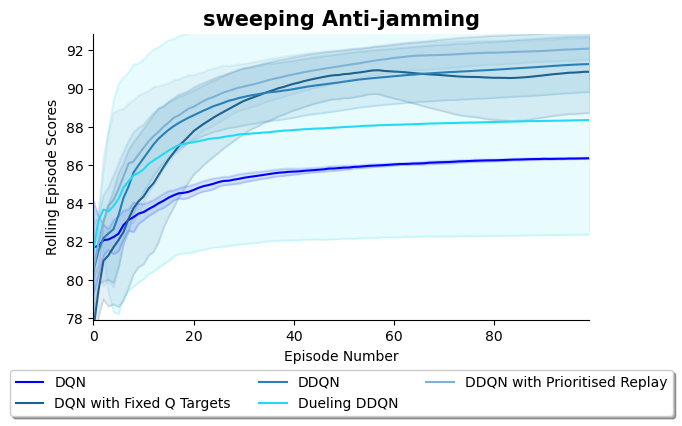 sweeping Anti-jamming
Rolling Episode Scores
92
90
88
86
84
82
80
78
0 20 40 60 80
Episode Number
DQN DDQN DDQN with Prioritised Replay
DQN with Fixed Q Targets Dueling DDQN